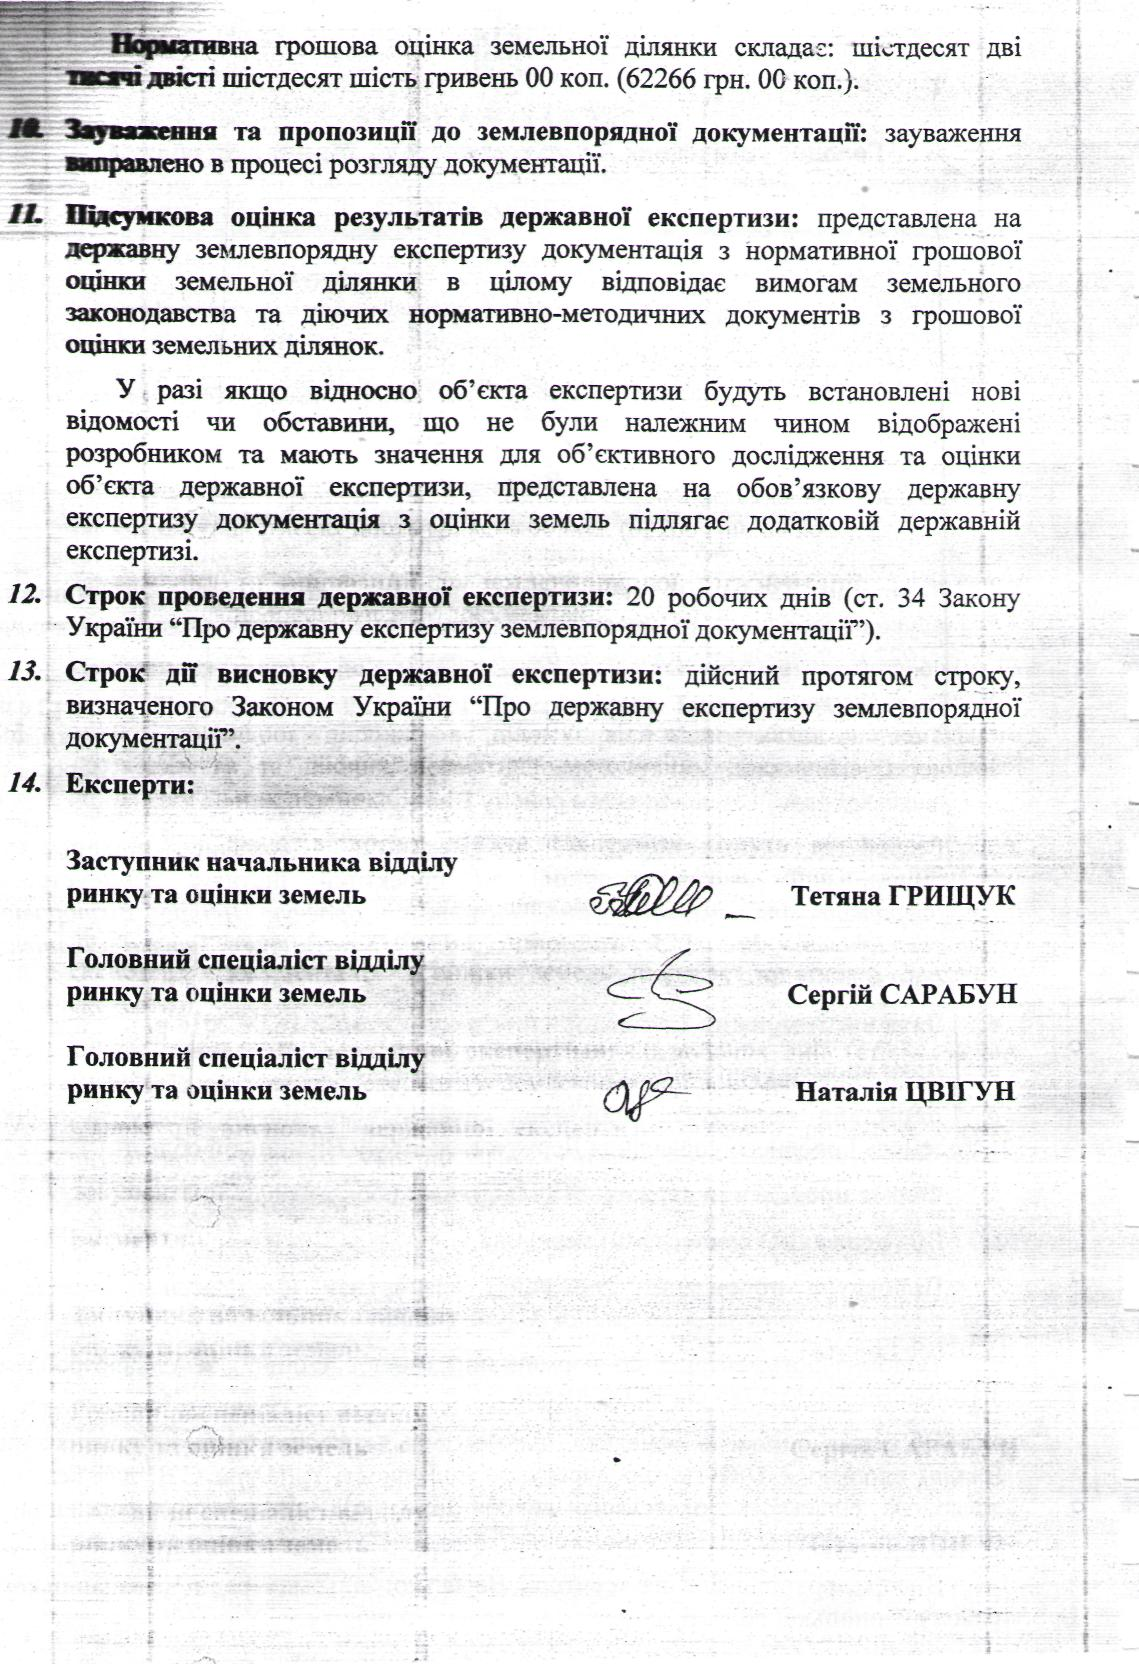 Нормативна грошова оцінка земельної ділянки складає: шістдесят дві
тисячі двісті шістдесят шість гривень 00 коп. (62266 грн. 00 коп.).
10. Зауваження та пропозиції до землевпорядної документації: зауваження
виправлено в процесі розгляду документації.
11. Підсумкова оцінка результатів державної експертизи: представлена на
державну землевпорядну експертизу документація з нормативної грошової
оцінки земельної ділянки в цілому відповідає вимогам земельного
законодавства та діючих нормативно-методичних документів з грошової
оцінки земельних ділянок.
У разі якщо відносно об’єкта експертизи будуть встановлені нові
відомості чи обставини, що не були належним чином відображені
розробником та мають значення для об’єктивного дослідження та оцінки
об’єкта державної експертизи, представлена на обов’язкову державну
експертизу документація з оцінки земель підлягає додатковій державній
експертизі.
12. Строк проведення державної експертизи: 20 робочих днів (ст. 34 Закону
України “Про державну експертизу землевпорядної документації”).
13. Строк дії висновку державної експертизи: дійсний протягом строку,
визначеного Законом України “Про державну експертизу землевпорядної
документації”.
14. Експерти:
Заступник начальника відділу
ринку та оцінки земель Тетяна ГРИЩУК
Головний спеціаліст відділу
ринку та оцінки земель Сергій САРАБУН
Головний спеціаліст відділу
ринку та оцінки земель Наталія ЦВІГУН